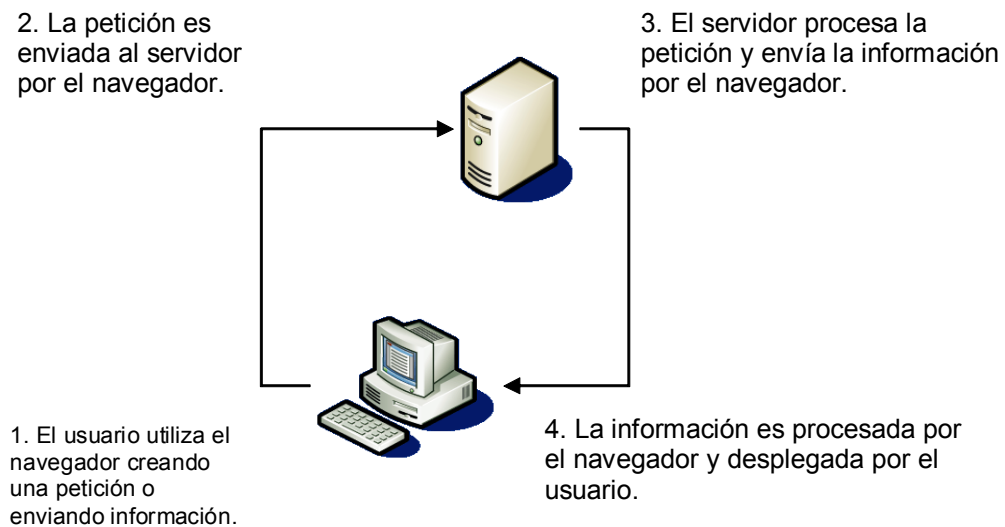 2. La petición es
enviada al servidor
por el navegador.
3. El servidor procesa la
petición y envía la información
por el navegador.
1. El usuario utiliza el
navegador creando
una petición o
enviando información.
4. La información es procesada por
el navegador y desplegada por el
usuario.